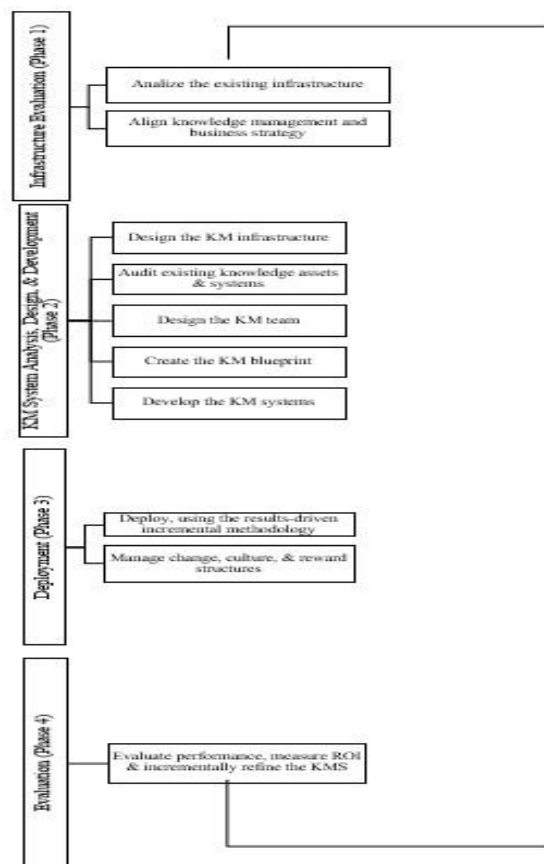 Infrastructure Evaluation (Phase 1)
Analize the existing infrastructure
Align knowledge management and
business strategy
KM System Analysis, Design, & Development
(Phase 2)
Design the KM infrastructure
Audit existing knowledge assets
& systems
Design the KM team
Create the KM blueprint
Develop the KM systems
Deployment (Phase 3)
Deploy, using the results-driven
incremental methodology
Manage change, culture, & reward
structures
Evaluation (Phase 4)
Evaluate performance, measure ROI
& incrementally refine the KMS